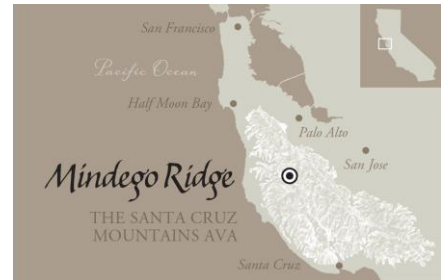 San Francisco
Pacific Ocean
Half Moon Bay
Palo Alto
San Jose
Mindego Ridge
THE SANTA CRUZ
MOUNTAINS AVA
Santa Cruz